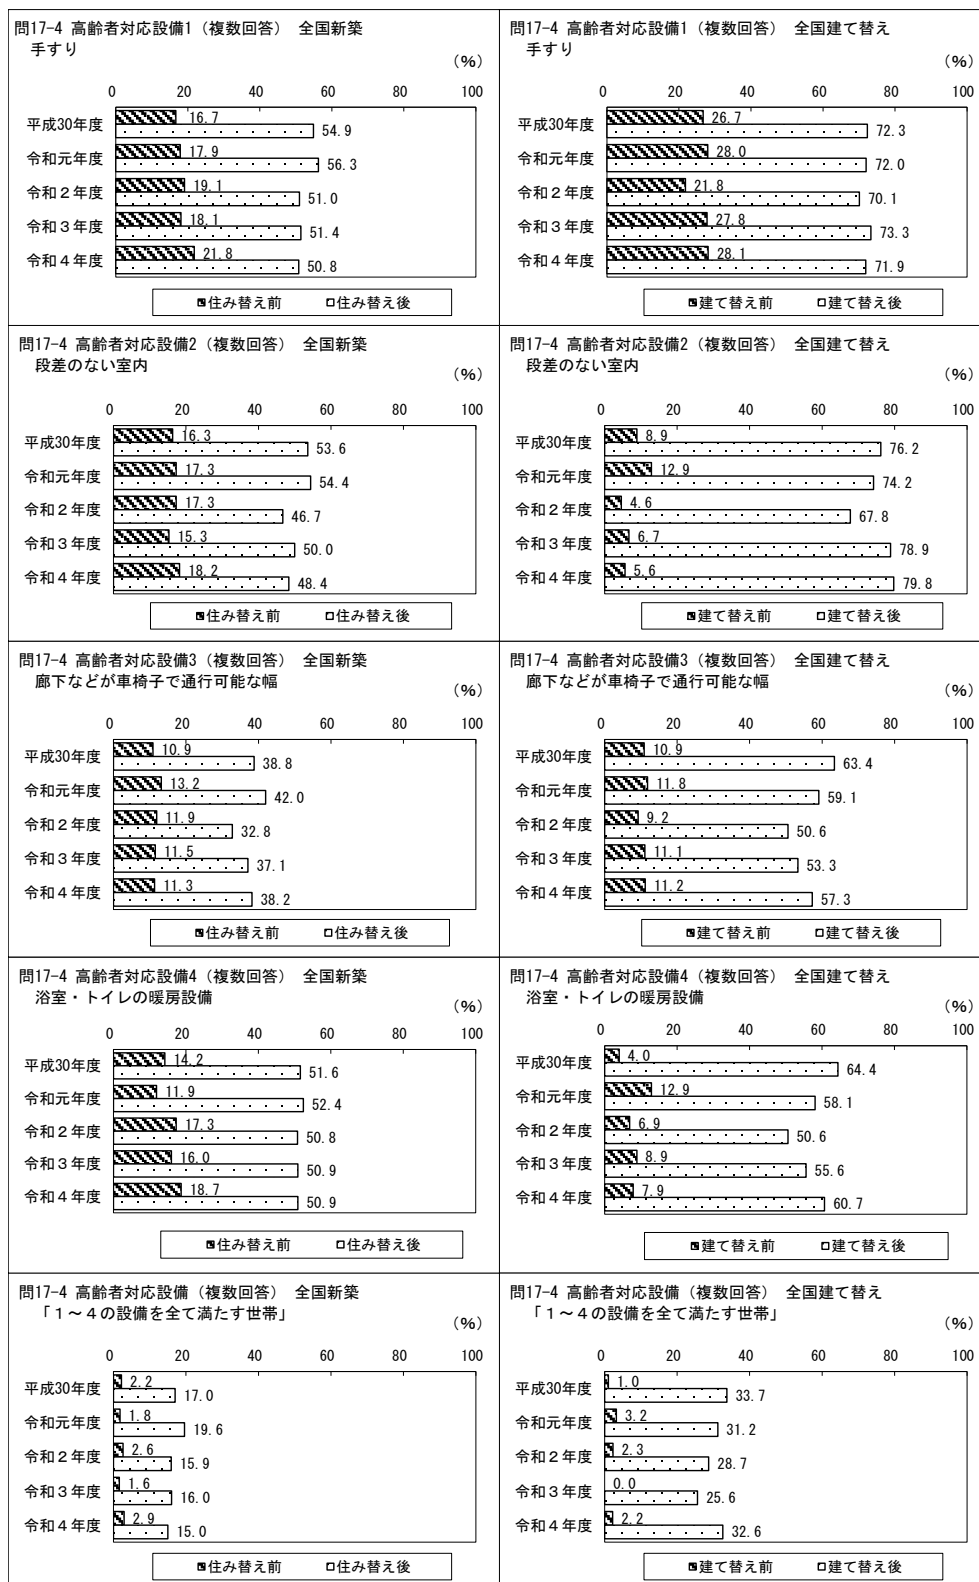 問17-4 高齢者対応設備1（複数回答）　全国新築
手すり
（%）
0 20 40 60 80 100
平成30年度 16.7 54.9
令和元年度 17.9 56.3
令和２年度 19.1 51.0
令和３年度 18.1 51.4
令和４年度 21.8 50.8
住み替え前 住み替え後
問17-4 高齢者対応設備1（複数回答）　全国建て替え
手すり
（%）
0 20 40 60 80 100
平成30年度 26.7 72.3
令和元年度 28.0 72.0
令和２年度 21.8 70.1
令和３年度 27.8 73.3
令和４年度 28.1 71.9
建て替え前 建て替え後
問17-4 高齢者対応設備2（複数回答）　全国新築
段差のない室内
（%）
0 20 40 60 80 100
平成30年度 16.3 53.6
令和元年度 17.3 54.4
令和２年度 17.3 46.7
令和３年度 15.3 50.0
令和４年度 18.2 48.4
住み替え前 住み替え後
問17-4 高齢者対応設備2（複数回答）　全国建て替え
段差のない室内
（%）
0 20 40 60 80 100
平成30年度 8.9 76.2
令和元年度 12.9 74.2
令和２年度 4.6 67.8
令和３年度 6.7 78.9
令和４年度 5.6 79.8
建て替え前 建て替え後
問17-4 高齢者対応設備3（複数回答）　全国新築
廊下などが車椅子で通行可能な幅
（%）
0 20 40 60 80 100
平成30年度 10.9 38.8
令和元年度 13.2 42.0
令和２年度 11.9 32.8
令和３年度 11.5 37.1
令和４年度 11.3 38.2
住み替え前 住み替え後
問17-4 高齢者対応設備3（複数回答）　全国建て替え
廊下などが車椅子で通行可能な幅
（%）
0 20 40 60 80 100
平成30年度 10.9 63.4
令和元年度 11.8 59.1
令和２年度 9.2 50.6
令和３年度 11.1 53.3
令和４年度 11.2 57.3
建て替え前 建て替え後
問17-4 高齢者対応設備4（複数回答）　全国新築
浴室・トイレの暖房設備
（%）
0 20 40 60 80 100
平成30年度 14.2 51.6
令和元年度 11.9 52.4
令和２年度 17.3 50.8
令和３年度 16.0 50.9
令和４年度 18.7 50.9
住み替え前 住み替え後
問17-4 高齢者対応設備4（複数回答）　全国建て替え
浴室・トイレの暖房設備
（%）
0 20 40 60 80 100
平成30年度 4.0 64.4
令和元年度 12.9 58.1
令和２年度 6.9 50.6
令和３年度 8.9 55.6
令和４年度 7.9 60.7
建て替え前 建て替え後
問17-4 高齢者対応設備（複数回答）　全国新築
「１～４の設備を全て満たす世帯」
（%）
0 20 40 60 80 100
平成30年度 2.2 17.0
令和元年度 1.8 19.6
令和２年度 2.6 15.9
令和３年度 1.6 16.0
令和４年度 2.9 15.0
住み替え前 住み替え後
問17-4 高齢者対応設備（複数回答）　全国建て替え
「１～４の設備を全て満たす世帯」
（%）
0 20 40 60 80 100
平成30年度 1.0 33.7
令和元年度 3.2 31.2
令和２年度 2.3 28.7
令和３年度 0.0 25.6
令和４年度 2.2 32.6
建て替え前 建て替え後